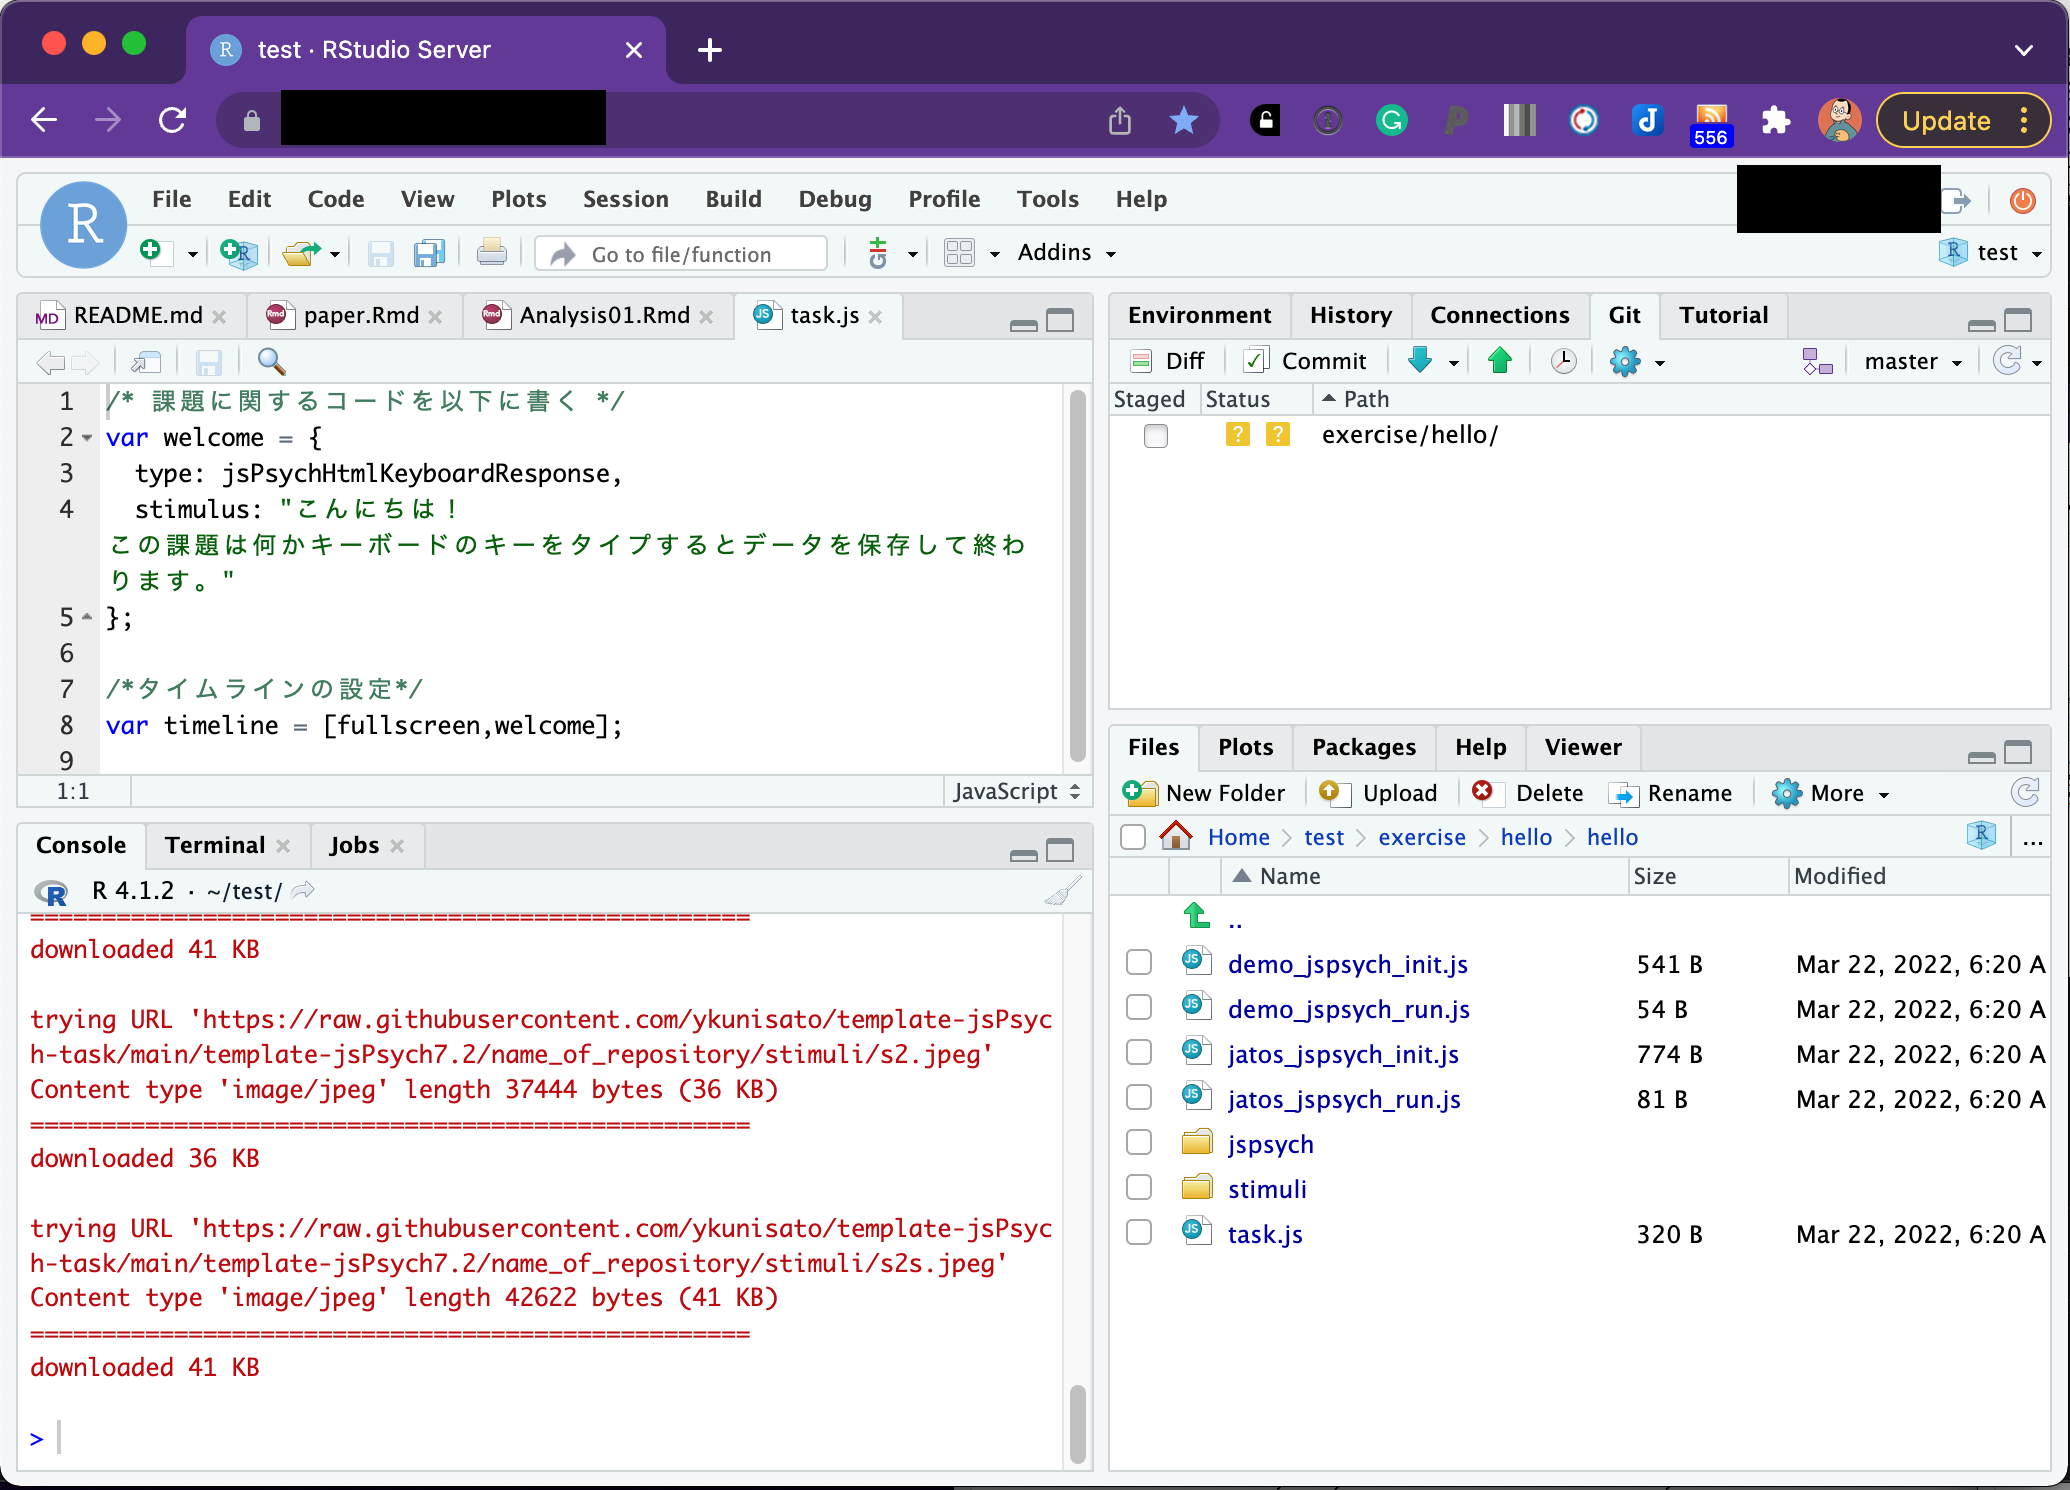 test · RStudio Server
Update
556
File Edit Code View Plots Session Build Debug Profile Tools Help
Go to file/function
Addins
test
README.md
paper.Rmd
Analysis01.Rmd
task.js
1 /* 課題に関するコードを以下に書く */
2 var welcome = {
3 type: jsPsychHtmlKeyboardResponse,
4 stimulus: "こんにちは！
この課題は何かキーボードのキーをタイプするとデータを保存して終わ
ります。"
5 };
6
7 /*タイムラインの設定*/
8 var timeline = [fullscreen,welcome];
9
1:1
JavaScript
Console Terminal Jobs
R 4.1.2 · ~/test/
==================================================
downloaded 41 KB
trying URL 'https://raw.githubusercontent.com/ykunisato/template-jsPsyc
h-task/main/template-jsPsych7.2/name_of_repository/stimuli/s2.jpeg'
Content type 'image/jpeg' length 37444 bytes (36 KB)
==================================================
downloaded 36 KB
trying URL 'https://raw.githubusercontent.com/ykunisato/template-jsPsyc
h-task/main/template-jsPsych7.2/name_of_repository/stimuli/s2s.jpeg'
Content type 'image/jpeg' length 42622 bytes (41 KB)
==================================================
downloaded 41 KB
>
Environment History Connections Git Tutorial
Diff Commit master
Staged Status Path
? ? exercise/hello/
Files Plots Packages Help Viewer
New Folder Upload Delete Rename More
Home test exercise hello hello ...
Name Size Modified
..
demo_jspsych_init.js 541 B Mar 22, 2022, 6:20 A
demo_jspsych_run.js 54 B Mar 22, 2022, 6:20 A
jatos_jspsych_init.js 774 B Mar 22, 2022, 6:20 A
jatos_jspsych_run.js 81 B Mar 22, 2022, 6:20 A
jspsych
stimuli
task.js 320 B Mar 22, 2022, 6:20 A